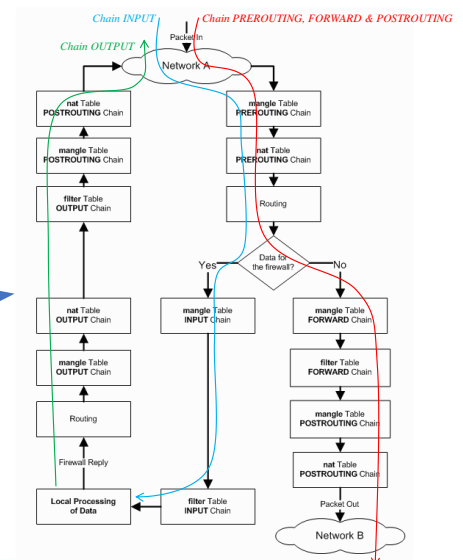 Chain INPUT
Chain PREROUTING, FORWARD & POSTROUTING
Packet In
Chain OUTPUT
Network A
nat Table
POSTROUTING Chain
mangle Table
POSTROUTING Chain
filter Table
OUTPUT Chain
nat Table
OUTPUT Chain
mangle Table
OUTPUT Chain
Routing
Firewall Reply
Local Processing
of Data
mangle Table
PREROUTING Chain
nat Table
PREROUTING Chain
Routing
Data for
the firewall?
Yes
No
mangle Table
INPUT Chain
filter Table
INPUT Chain
mangle Table
FORWARD Chain
filter Table
FORWARD Chain
mangle Table
POSTROUTING Chain
nat Table
POSTROUTING Chain
Packet Out
Network B